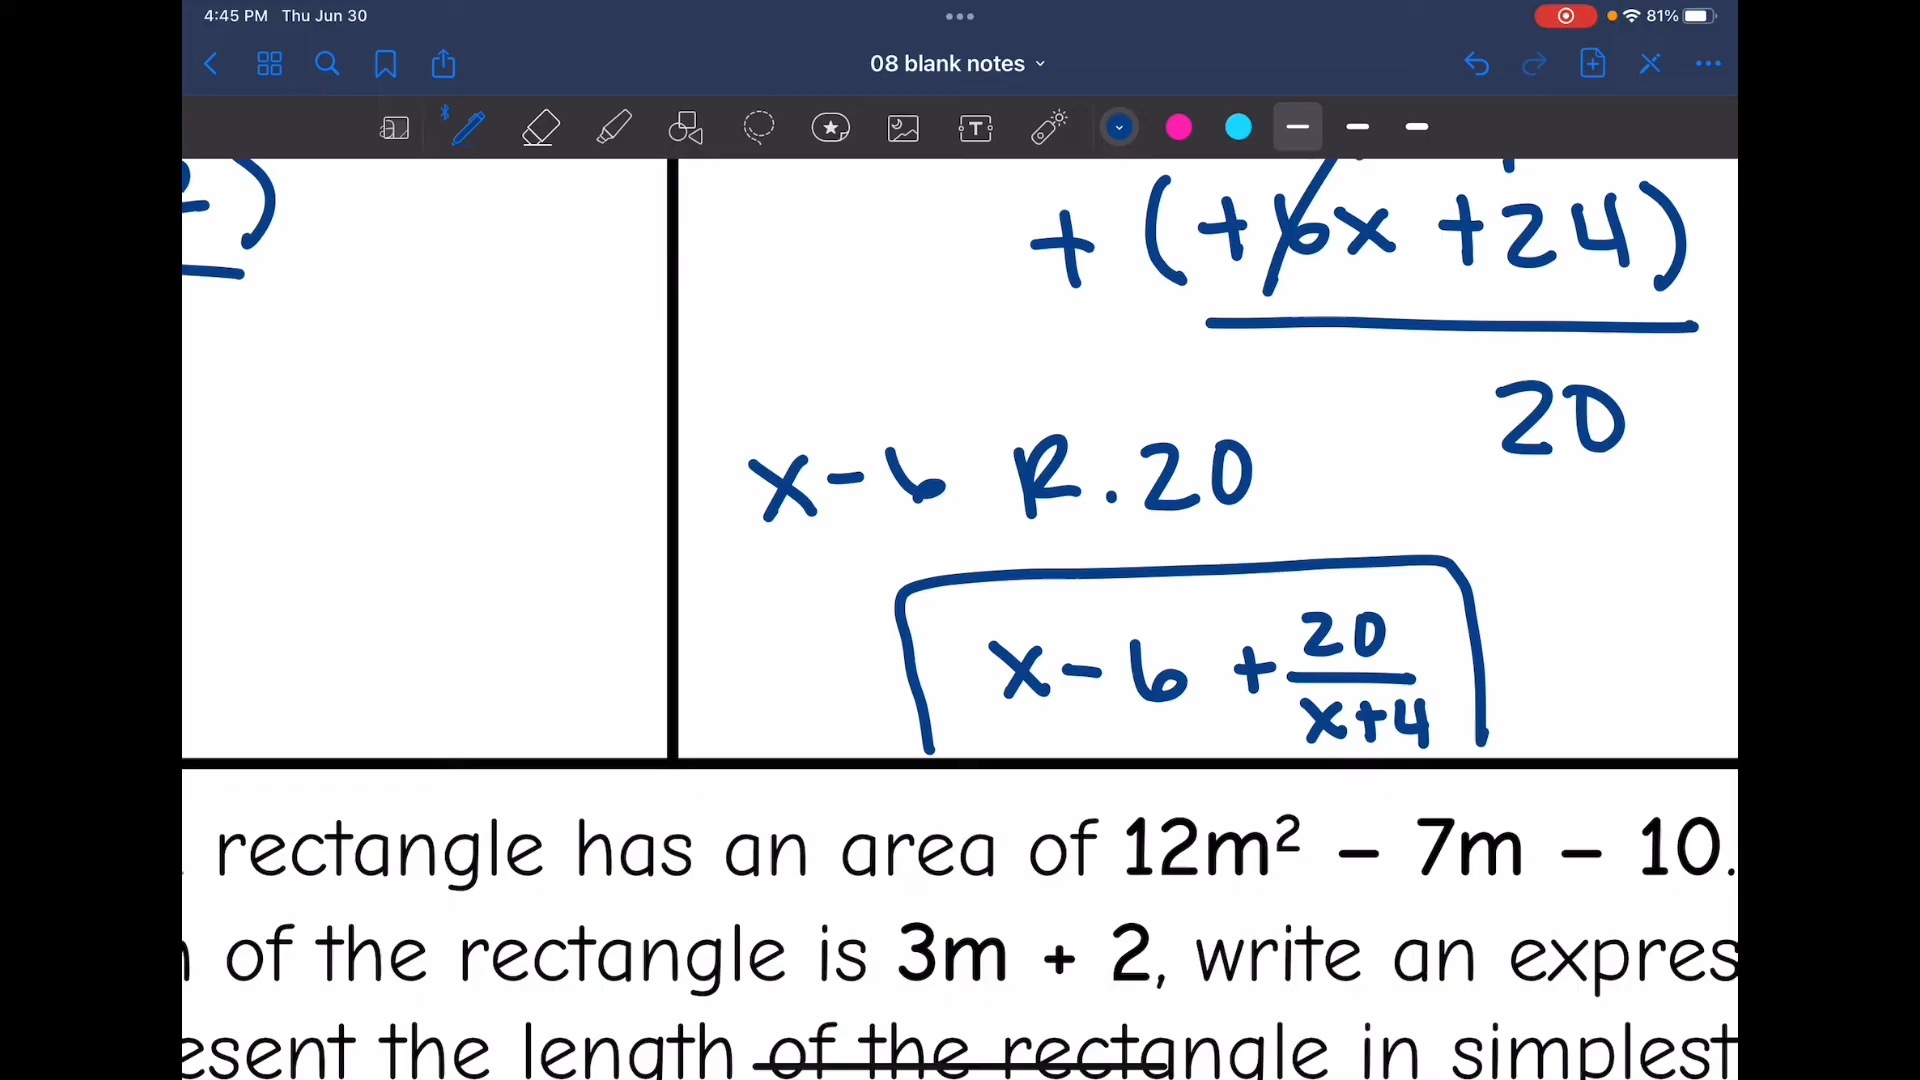 4:45 PM Thu Jun 30
81%
08 blank notes
)
+ (+6x +24)
20
x-6 R.20
x-6 + 20/x+4
rectangle has an area of 12m² – 7m – 10.
of the rectangle is 3m + 2, write an expres
esent the length of the rectangle in simplest